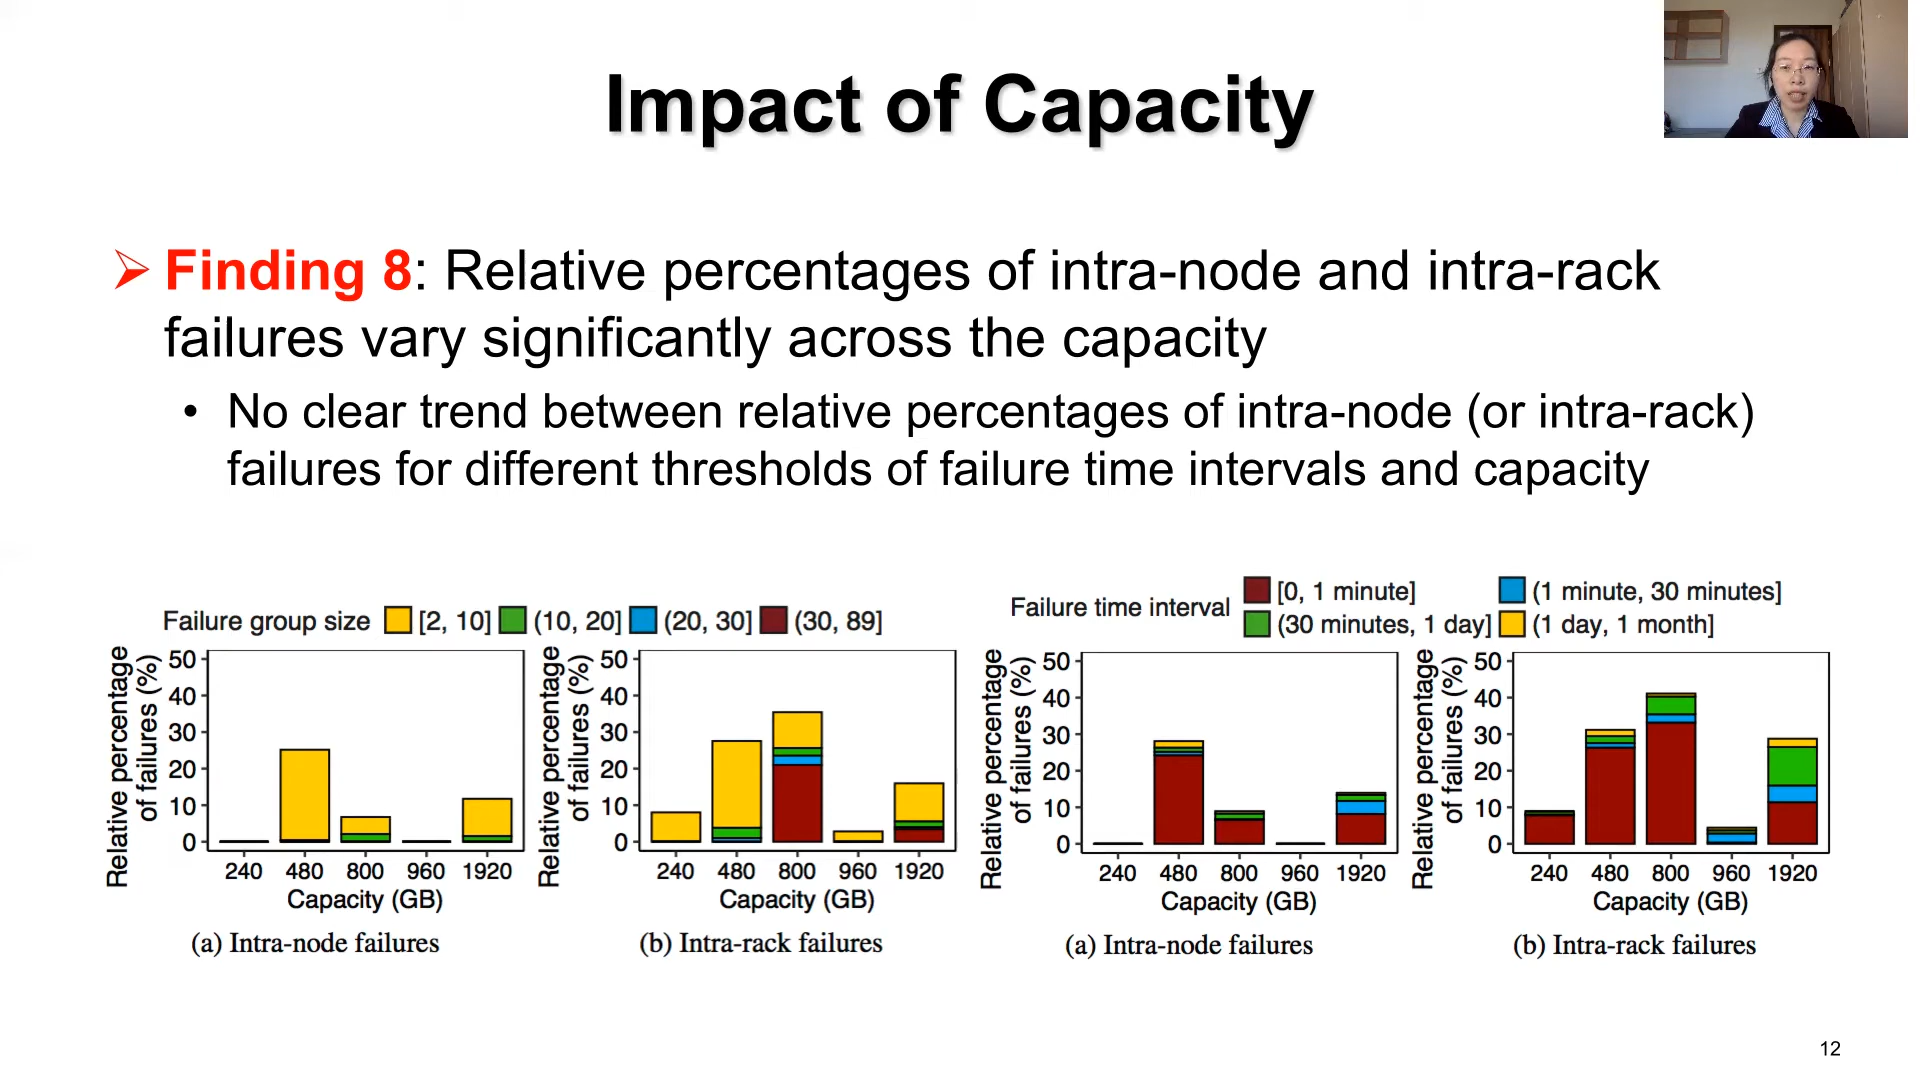 Impact of Capacity
Finding 8: Relative percentages of intra-node and intra-rack
failures vary significantly across the capacity
• No clear trend between relative percentages of intra-node (or intra-rack)
failures for different thresholds of failure time intervals and capacity
Failure group size [2, 10] (10, 20] (20, 30] (30, 89]
Relative percentage
of failures (%)
50
40
30
20
10
0
240 480 800 960 1920
Capacity (GB)
(a) Intra-node failures
Relative percentage
of failures (%)
50
40
30
20
10
0
240 480 800 960 1920
Capacity (GB)
(b) Intra-rack failures
Failure time interval
[0, 1 minute] (1 minute, 30 minutes]
(30 minutes, 1 day] (1 day, 1 month]
Relative percentage
of failures (%)
50
40
30
20
10
0
240 480 800 960 1920
Capacity (GB)
(a) Intra-node failures
Relative percentage
of failures (%)
50
40
30
20
10
0
240 480 800 960 1920
Capacity (GB)
(b) Intra-rack failures
12